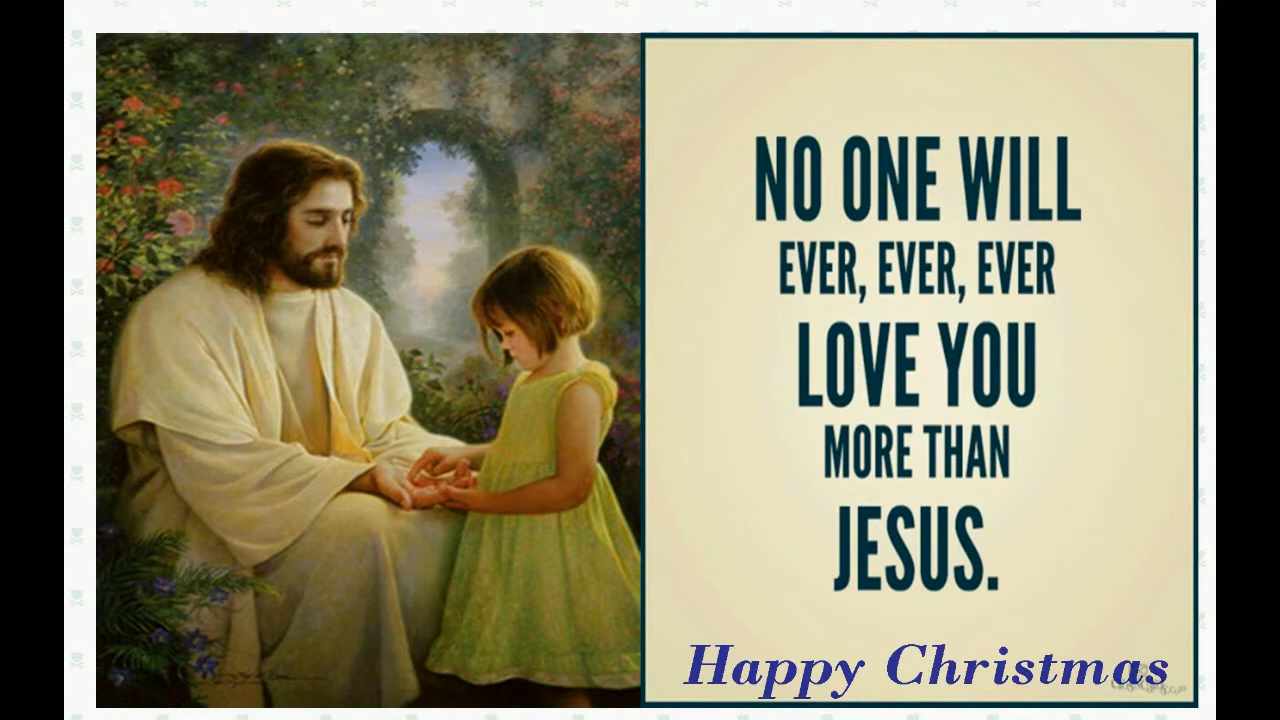 NO ONE WILL
EVER, EVER, EVER
LOVE YOU
MORE THAN
JESUS.
Happy Christmas